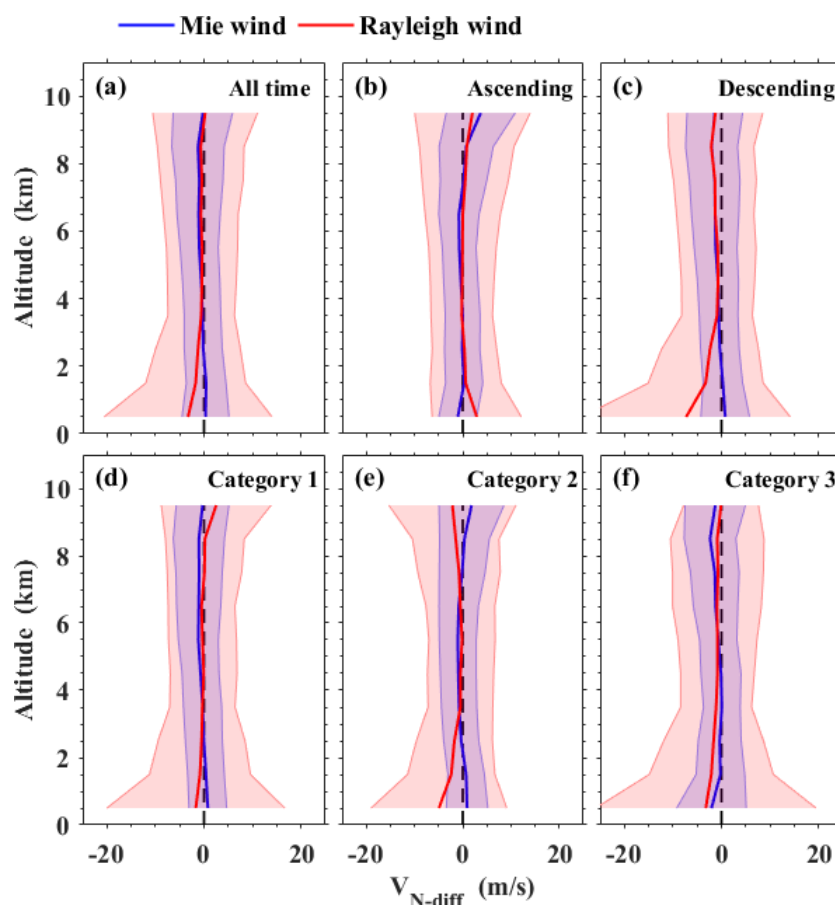 Mie wind Rayleigh wind
(a) All time
(b) Ascending
(c) Descending
10
8
6
4
2
0
Altitude (km)
(d) Category 1
(e) Category 2
(f) Category 3
10
8
6
4
2
0
Altitude (km)
-20 0 20 -20 0 20 -20 0 20
V N-diff (m/s)